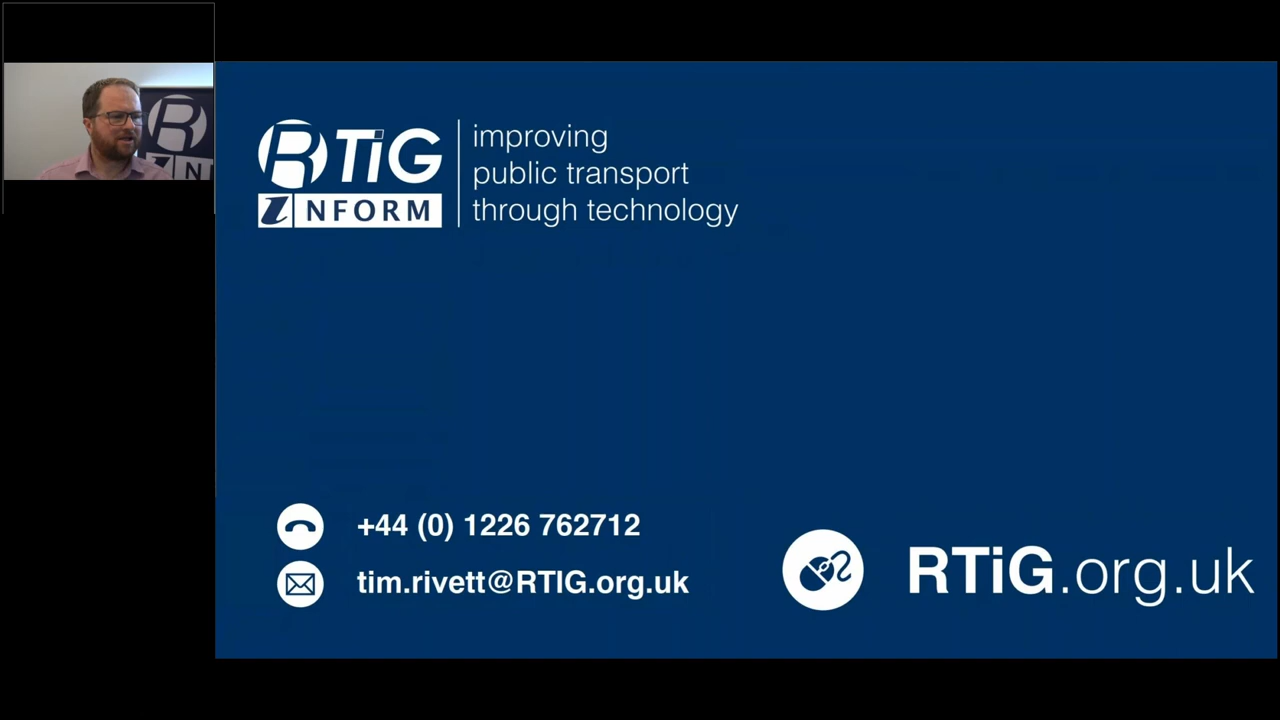 R
i NF
RTiG
iNFORM
improving
public transport
through technology
+44 (0) 1226 762712
tim.rivett@RTIG.org.uk
RTiG.org.uk